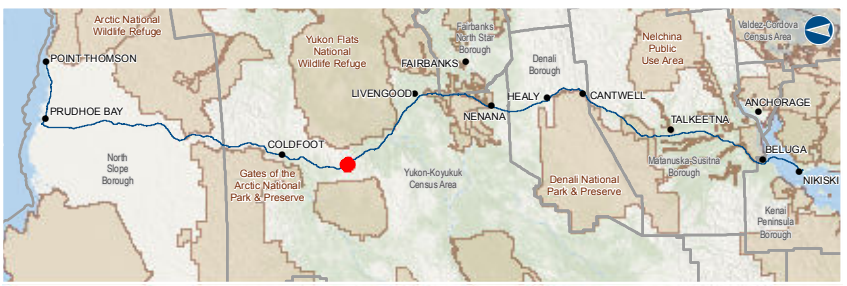 Arctic National
Wildlife Refuge
POINT THOMSON
PRUDHOE BAY
North
Slope
Borough
COLDFOOT
Gates of the
Arctic National
Park & Preserve
Yukon Flats
National
Wildlife Refuge
LIVENGOOD
FAIRBANKS
Fairbanks
North Star
Borough
Yukon-Koyukuk
Census Area
NENANA
HEALY
Denali
Borough
CANTWELL
Denali National
Park & Preserve
Nelchina
Public
Use Area
TALKEETNA
Matanuska-Susitna
Borough
Valdez-Cordova
Census Area
ANCHORAGE
BELUGA
NIKISKI
Kenai
Peninsula
Borough